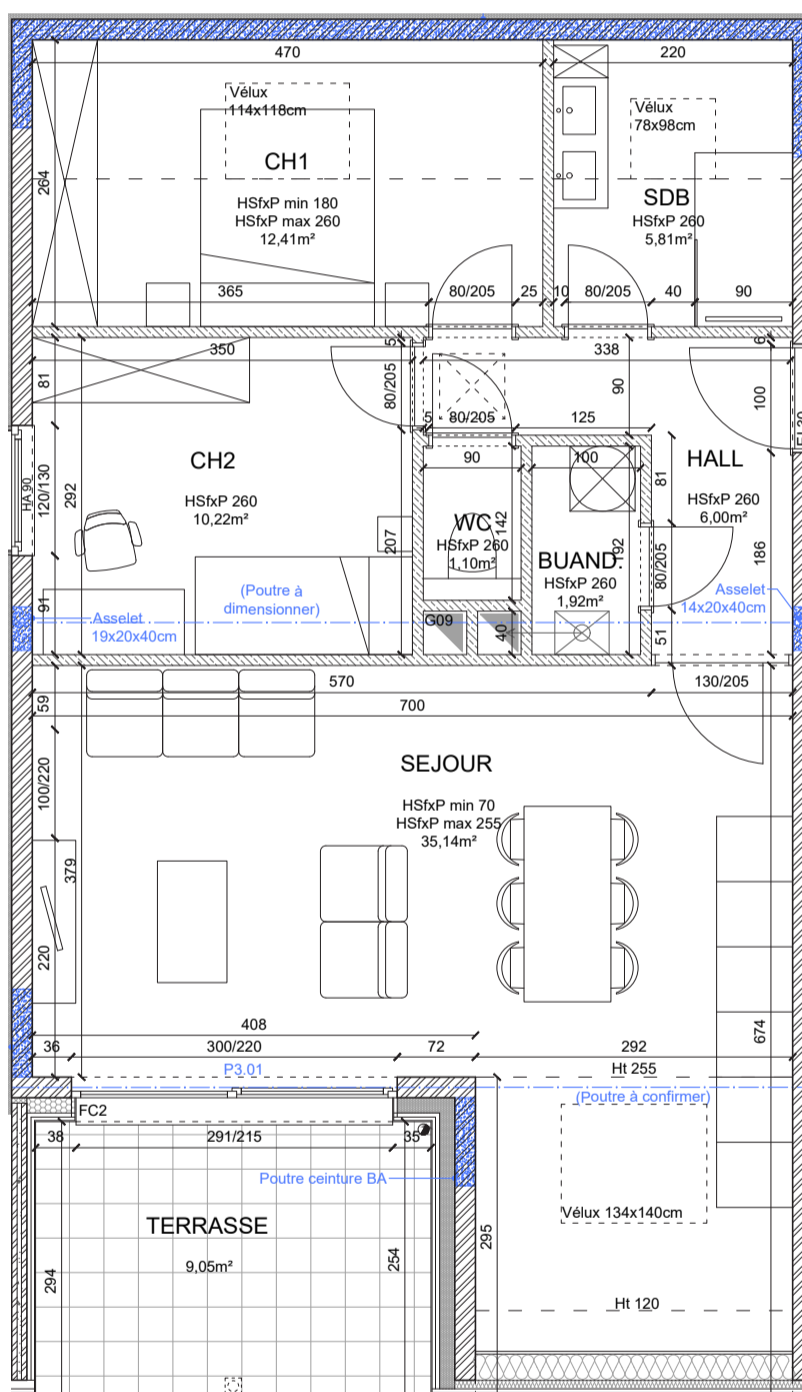 470
220
Vélux
114x118cm
Vélux
78x98cm
CH1
HSfxP min 180
HSfxP max 260
12,41m²
SDB
HSfxP 260
5,81m²
264
365
80/205
25
10
80/205
40
90
350
5
338
6
81
80/205
90
100
5
80/205
125
CH2
HSfxP 260
10,22m²
HA 90
120/130
292
90
100
81
HALL
HSfxP 260
6,00m²
WC
HSfxP 260
1,10m²
142
207
192
BUAND.
HSfxP 260
1,92m²
80/205
186
91
(Poutre à
dimensionner)
Asselet
19x20x40cm
Asselet
14x20x40cm
G09
40
51
570
130/205
59
700
SEJOUR
HSfxP min 70
HSfxP max 255
35,14m²
100/220
379
220
674
408
36
300/220
72
292
P3.01
Ht 255
(Poutre à confirmer)
FC2
38
291/215
35
Poutre ceinture BA
TERRASSE
9,05m²
294
254
295
Vélux 134x140cm
Ht 120